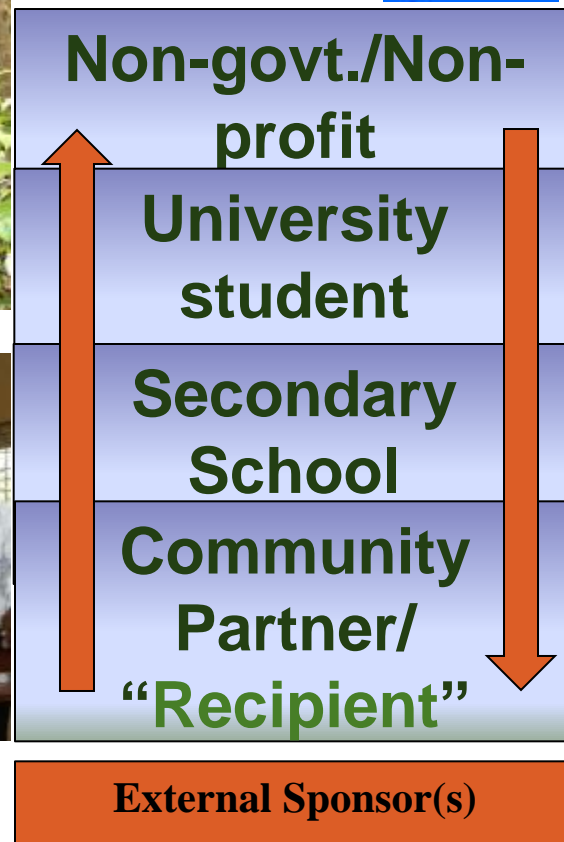 Non-govt./Non-
profit
University
student
Secondary
School
Community
Partner/
“Recipient”
External Sponsor(s)